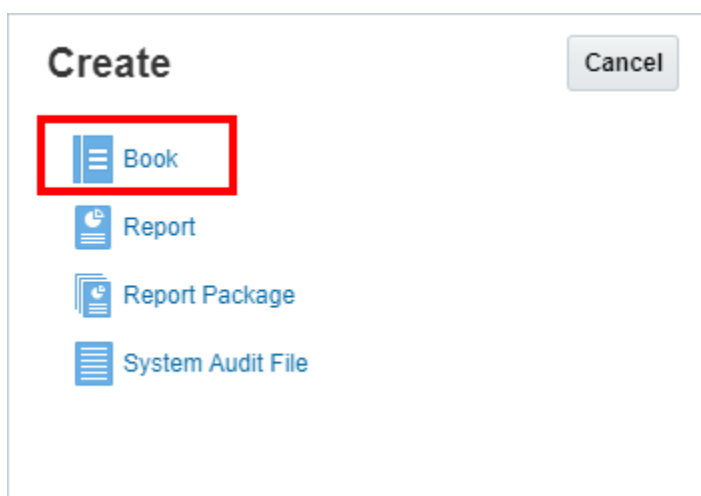 Create
Cancel
Book
Report
Report Package
System Audit File